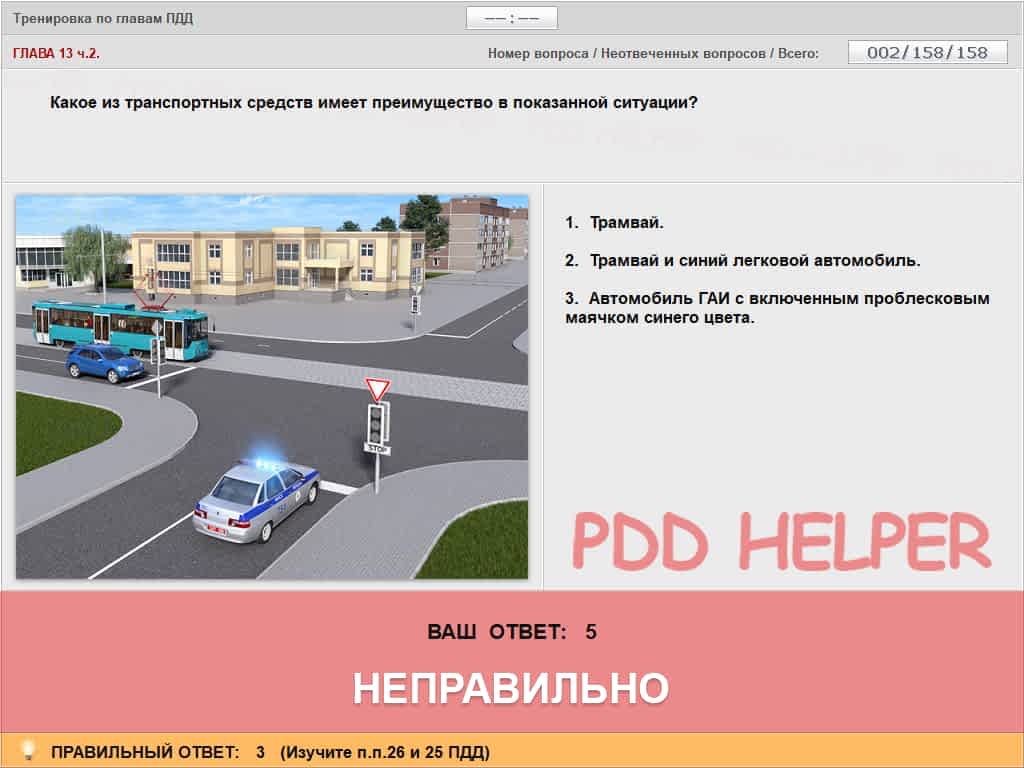 Тренировка по главам ПДД
–– : ––
ГЛАВА 13 ч.2.
Номер вопроса / Неотвеченных вопросов / Всего: 002/158/158
Какое из транспортных средств имеет преимущество в показанной ситуации?
1. Трамвай.
2. Трамвай и синий легковой автомобиль.
3. Автомобиль ГАИ с включенным проблесковым
маячком синего цвета.
STOP
PDD HELPER
ВАШ ОТВЕТ: 5
НЕПРАВИЛЬНО
ПРАВИЛЬНЫЙ ОТВЕТ: 3 (Изучите п.п.26 и 25 ПДД)